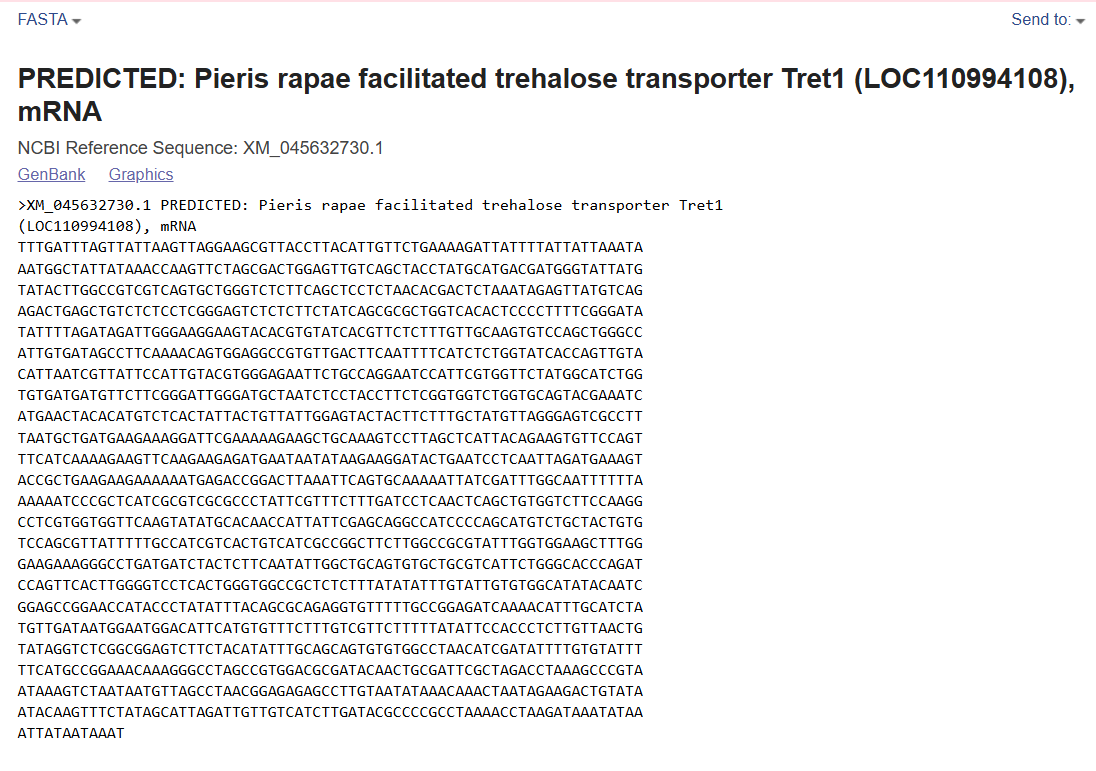 FASTA
Send to:
PREDICTED: Pieris rapae facilitated trehalose transporter Tret1 (LOC110994108),
mRNA
NCBI Reference Sequence: XM_045632730.1
GenBank Graphics
>XM_045632730.1 PREDICTED: Pieris rapae facilitated trehalose transporter Tret1
(LOC110994108), mRNA
TTTGATTTAGTTATTAAGTTAGGAAGCGTTACCTTACATTGTTCTGAAAAGATTATTTTATTATTAAATA
AATGGCTATTATAAACCAAGTTCTAGCGACTGGAGTTGTCAGCTACCTATGCATGACGATGGGTATTATG
TATACTTGGCCGTCGTCAGTGCTGGGTCTCTTCAGCTCCTCTAACACGACTCTAAATAGAGTTATGTCAG
AGACTGAGCTGTCTCTCCTCGGGAGTCTCTCTTCTATCAGCGCGCTGGTCACACTCCCCTTTTCGGGATA
TATTTTAGATAGATTGGGAAGGAAGTACACGTGTATCACGTTCTCTTTGTTGCAAGTGTCCAGCTGGGCC
ATTGTGATAGCCTTCAAAACAGTGGAGGCCGTGTTGACTTCAATTTTCATCTCTGGTATCACCAGTTGTA
CATTAATCGTTATTCCATTGTACGTGGGAGAATTCTGCCAGGAATCCATTCGTGGTTCTATGGCATCTGG
TGTGATGATGTTCTTCGGGATTGGGATGCTAATCTCCTACCTTCTCGGTGGTCTGGTGCAGTACGAAATC
ATGAACTACACATGTCTCACTATTACTGTTATTGGAGTACTACTTCTTTGCTATGTTAGGGAGTCGCCTT
TAATGCTGATGAAGAAAGGATTCGAAAAAGAAGCTGCAAAGTCCTTAGCTCATTACAGAAGTGTTCCAGT
TTCATCAAAAGAAGTTCAAGAAGAGATGAATAATATAAGAAGGATACTGAATCCTCAATTAGATGAAAGT
ACCGCTGAAGAAGAAAAAATGAGACCGGACTTAAATTCAGTGCAAAAATTATCGATTTGGCAATTTTTTA
AAAAATCCCGCTCATCGCGTCGCGCCCTATTCGTTTCTTTGATCCTCAACTCAGCTGTGGTCTTCCAAGG
CCTCGTGGTGGTTCAAGTATATGCACAACCATTATTCGAGCAGGCCATCCCCAGCATGTCTGCTACTGTG
TCCAGCGTTATTTTTGCCATCGTCACTGTCATCGCCGGCTTCTTGGCCGCGTATTTGGTGGAAGCTTTGG
GAAGAAAGGGCCTGATGATCTACTCTTCAATATTGGCTGCAGTGTGCTGCGTCATTCTGGGCACCCAGAT
CCAGTTCACTTGGGGTCCTCACTGGGTGGCCGCTCTCTTTATATATTTGTATTGTGTGGCATATACAATC
GGAGCCGGAACCATACCCTATATTTACAGCGCAGAGGTGTTTTTGCCGGAGATCAAAACATTTGCATCTA
TGTTGATAATGGAATGGACATTCATGTGTTTCTTTGTCGTTCTTTTTATATTCCACCCTCTTGTTAACTG
TATAGGTCTCGGCGGAGTCTTCTACATATTTGCAGCAGTGTGTGGCCTAACATCGATATTTTGTGTATTT
TTCATGCCGGAAACAAAGGGCCTAGCCGTGGACGCGATACAACTGCGATTCGCTAGACCTAAAGCCCGTA
ATAAAGTCTAATAATGTTAGCCTAACGGAGAGAGCCTTGTAATATAAACAAACTAATAGAAGACTGTATA
ATACAAGTTTCTATAGCATTAGATTGTTGTCATCTTGATACGCCCCGCCTAAAACCTAAGATAAATATAA
ATTATAATAAAT